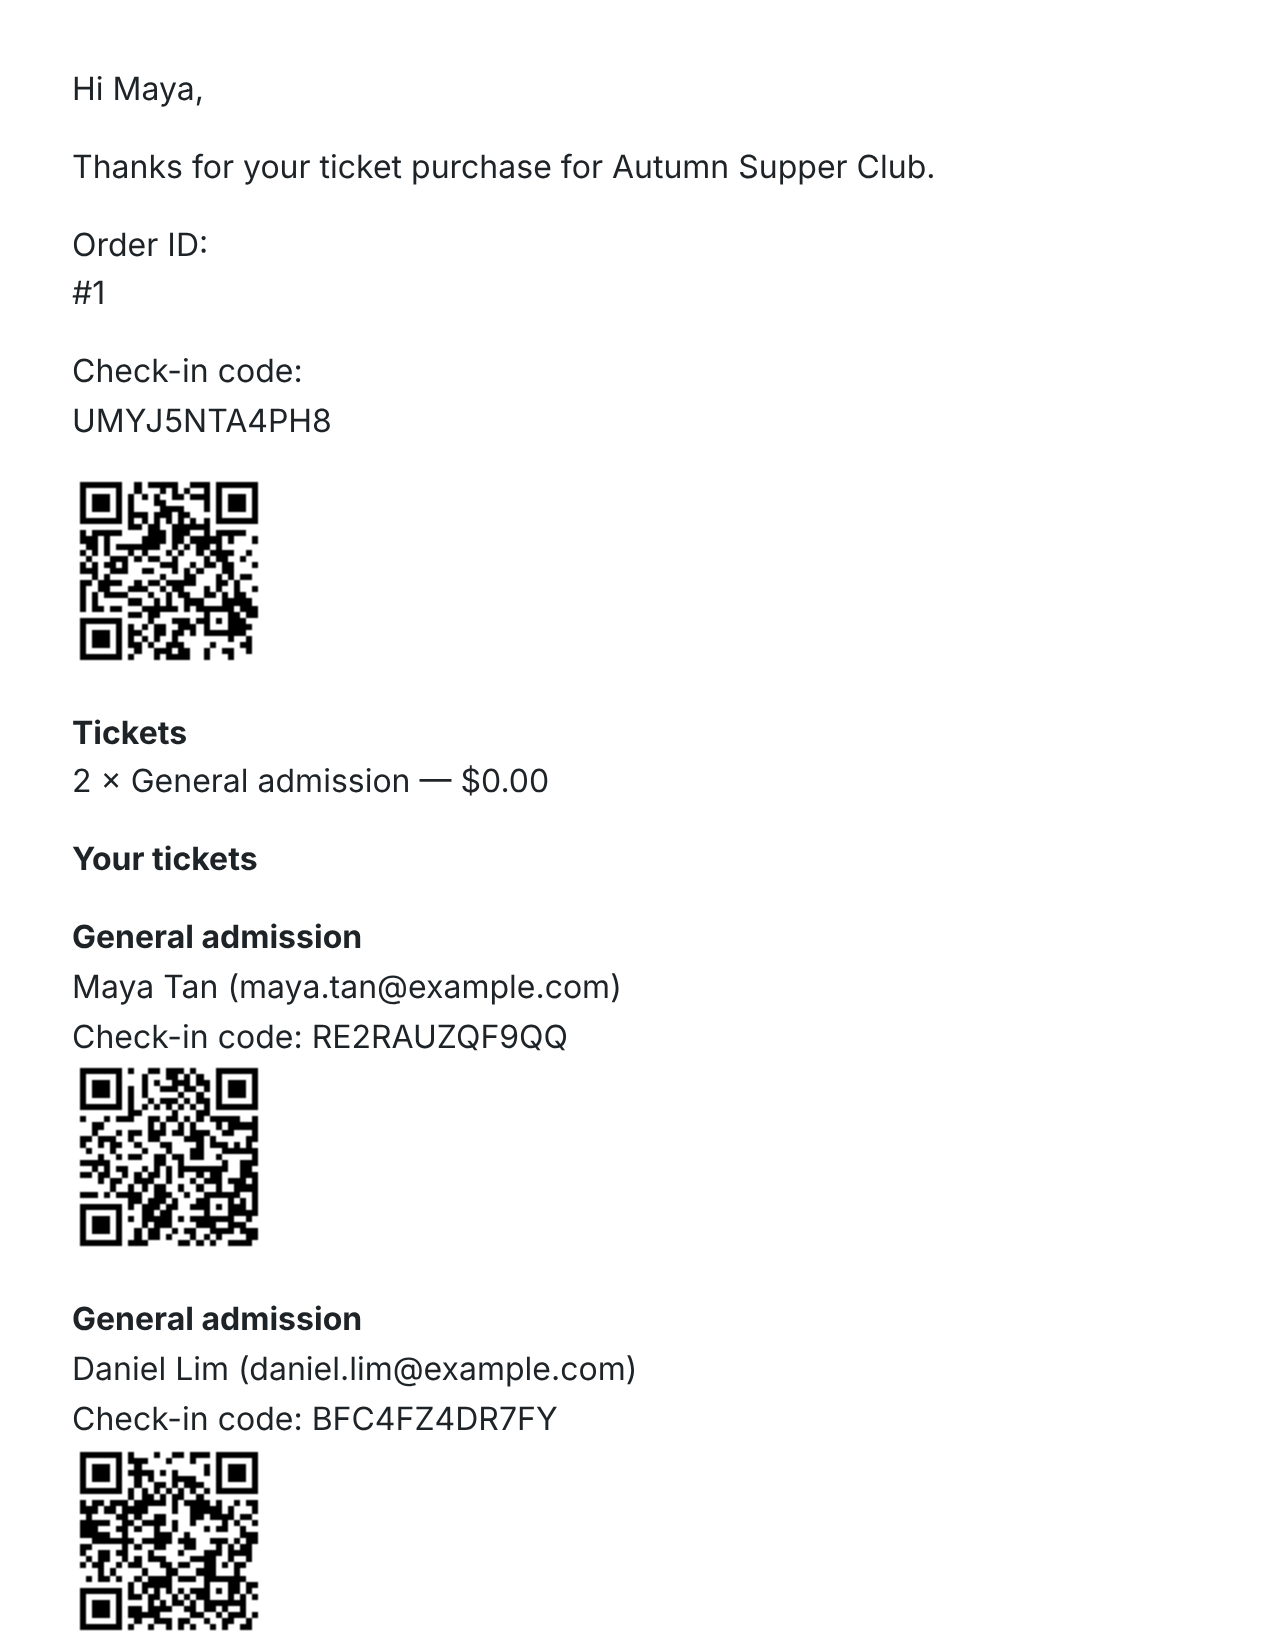 Hi Maya,
Thanks for your ticket purchase for Autumn Supper Club.
Order ID:
#1
Check-in code:
UMYJ5NTA4PH8
Tickets
2 × General admission — $0.00
Your tickets
General admission
Maya Tan (maya.tan@example.com)
Check-in code: RE2RAUZQF9QQ
General admission
Daniel Lim (daniel.lim@example.com)
Check-in code: BFC4FZ4DR7FY